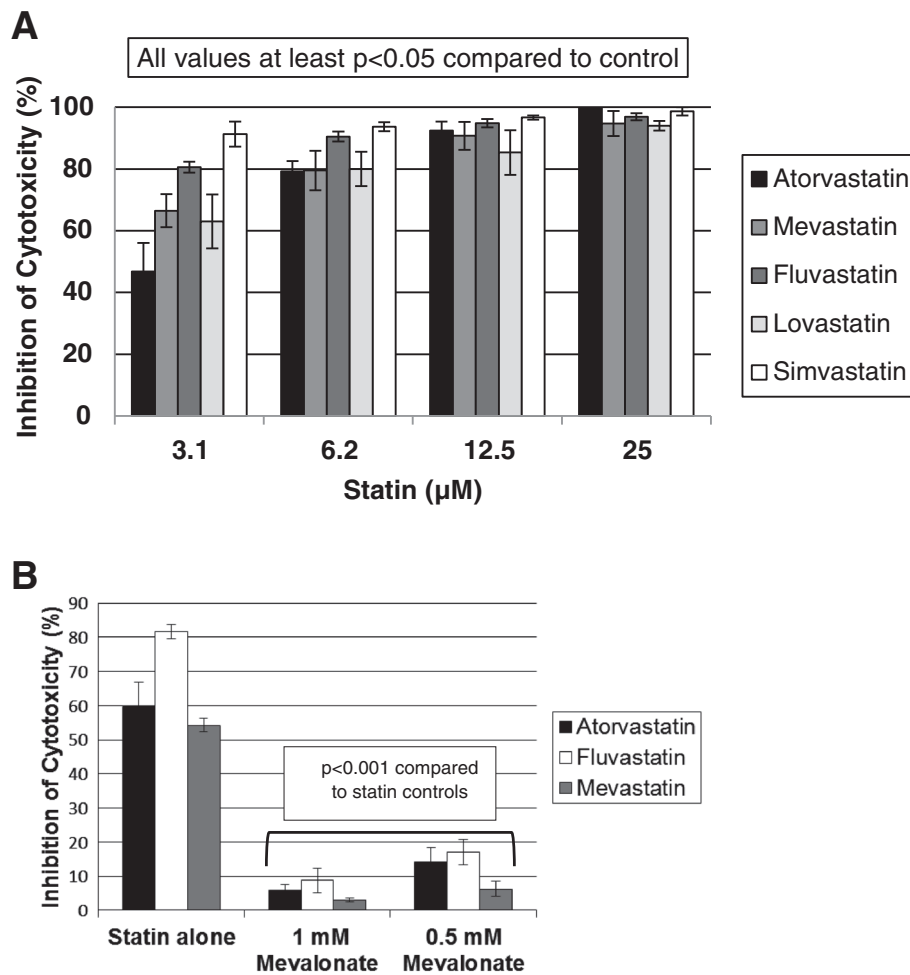 A
All values at least p<0.05 compared to control
Inhibition of Cytotoxicity (%)
100
80
60
40
20
0
3.1 6.2 12.5 25
Statin (µM)
Atorvastatin
Mevastatin
Fluvastatin
Lovastatin
Simvastatin
B
Inhibition of Cytotoxicity (%)
90
80
70
60
50
40
30
20
10
0
p<0.001 compared
to statin controls
Statin alone 1 mM 0.5 mM
Mevalonate Mevalonate
Atorvastatin
Fluvastatin
Mevastatin